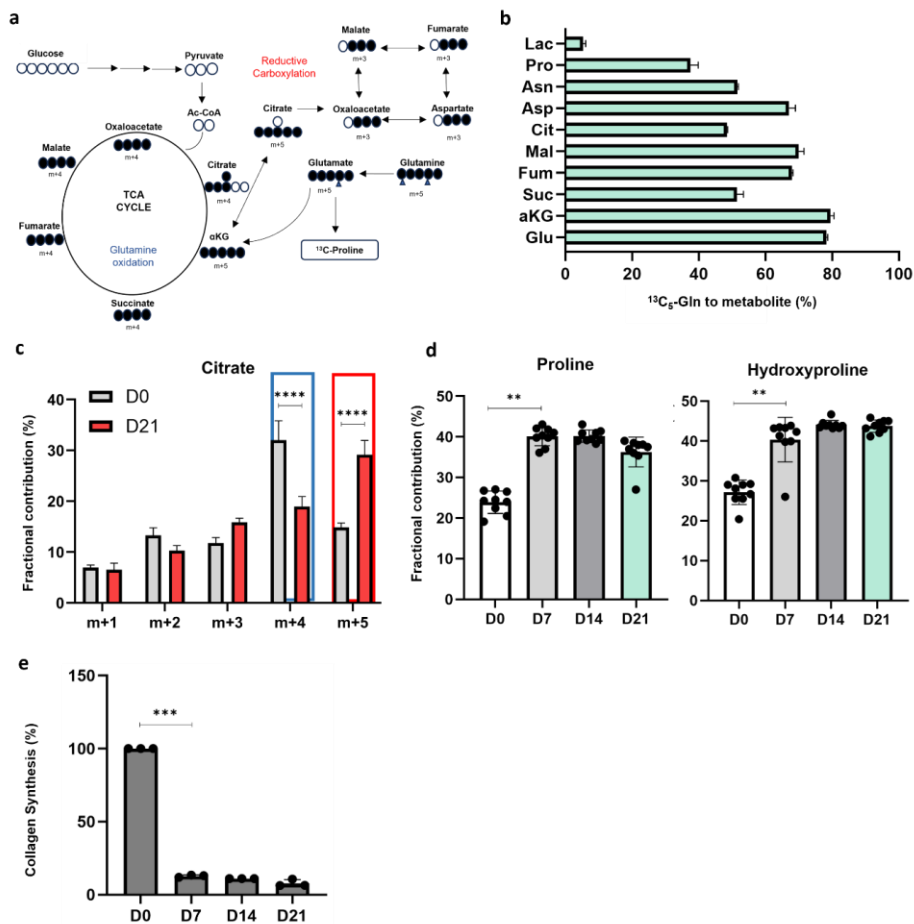 a
Glucose
Pyruvate
Ac-CoA
Oxaloacetate
m+4
Malate
m+4
Fumarate
m+4
Succinate
m+4
TCA
CYCLE
Glutamine
oxidation
Citrate
m+4
αKG
m+5
Reductive
Carboxylation
Citrate
m+5
Malate
m+3
Fumarate
m+3
Oxaloacetate
m+3
Aspartate
m+3
Glutamate
m+5
Glutamine
m+5
¹³C-Proline
b
Lac
Pro
Asn
Asp
Cit
Mal
Fum
Suc
aKG
Glu
0 20 40 60 80 100
¹³C₅-Gln to metabolite (%)
c
Citrate
D0
D21
Fractional contribution (%)
40
30
20
10
0
****
****
m+1 m+2 m+3 m+4 m+5
d
Proline
Fractional contribution (%)
50
40
30
20
10
0
**
D0 D7 D14 D21
Hydroxyproline
50
40
30
20
10
0
**
D0 D7 D14 D21
e
Collagen Synthesis (%)
150
100
50
0
***
D0 D7 D14 D21